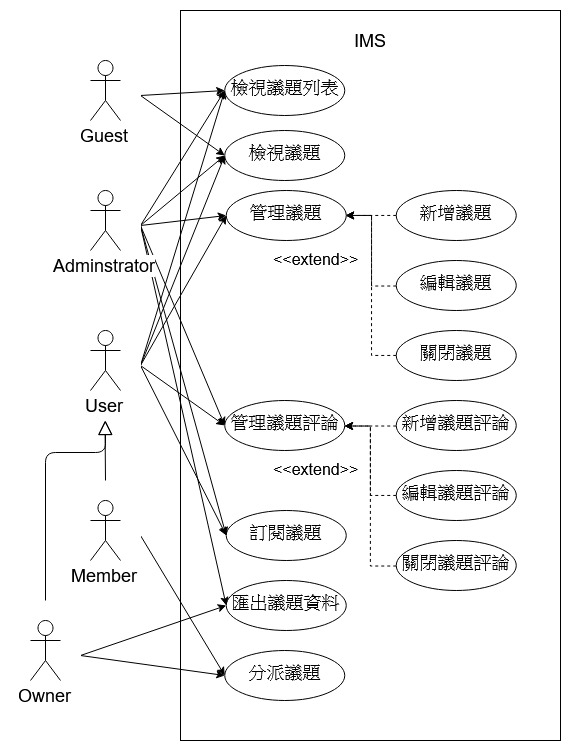 IMS
Guest
檢視議題列表
檢視議題
Adminstrator
管理議題
新增議題
<<extend>>
編輯議題
關閉議題
User
管理議題評論
新增議題評論
<<extend>>
編輯議題評論
關閉議題評論
Member
訂閱議題
匯出議題資料
Owner
分派議題